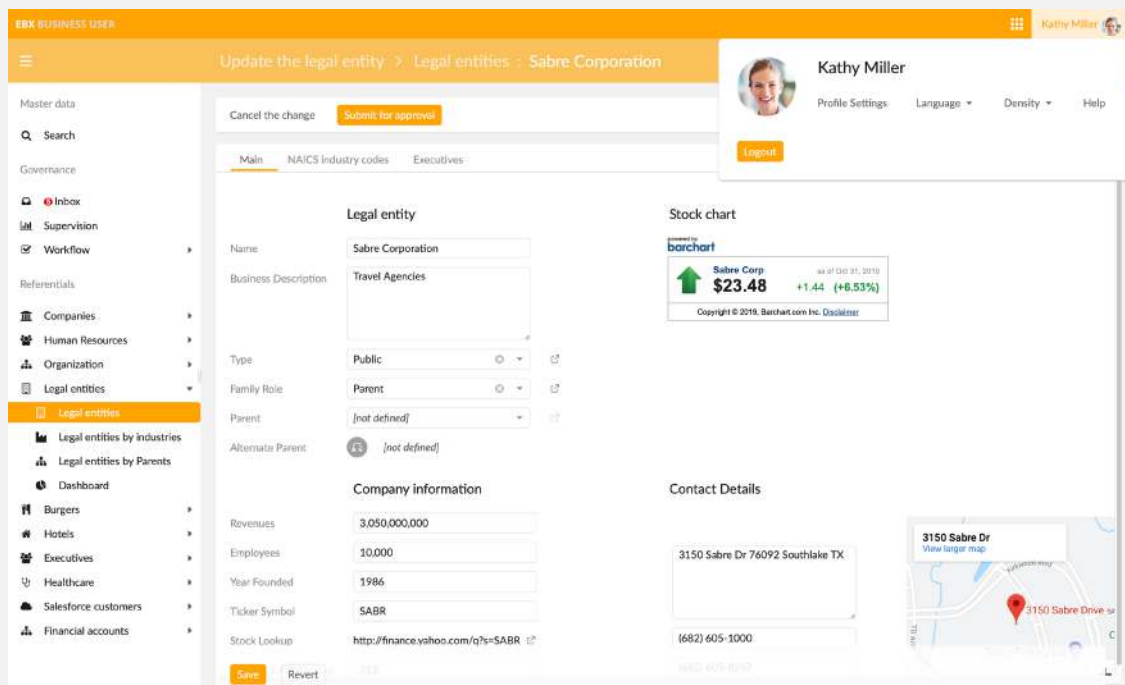 EBX BUSINESS USER
Kathy Miller
Update the legal entity > Legal entities : Sabre Corporation
Kathy Miller
Profile Settings Language Density Help
Logout
Master data
Search
Governance
Inbox
Supervision
Workflow
Referentials
Companies
Human Resources
Organization
Legal entities
Legal entities
Legal entities by industries
Legal entities by Parents
Dashboard
Burgers
Hotels
Executives
Healthcare
Salesforce customers
Financial accounts
Cancel the change Submit for approval
Main NAICS industry codes Executives
Legal entity
Name Sabre Corporation
Business Description Travel Agencies
Type Public
Family Role Parent
Parent [not defined]
Alternate Parent [not defined]
Stock chart
powered by
barchart
Sabre Corp as of Oct 31, 2019
$23.48 +1.44 (+6.53%)
Copyright © 2019, Barchart.com Inc. Disclaimer
Company information
Revenues 3,050,000,000
Employees 10,000
Year Founded 1986
Ticker Symbol SABR
Stock Lookup http://finance.yahoo.com/q?s=SABR
Save Revert
Contact Details
3150 Sabre Dr 76092 Southlake TX
(682) 605-1000
3150 Sabre Dr
View larger map
3150 Sabre Drive